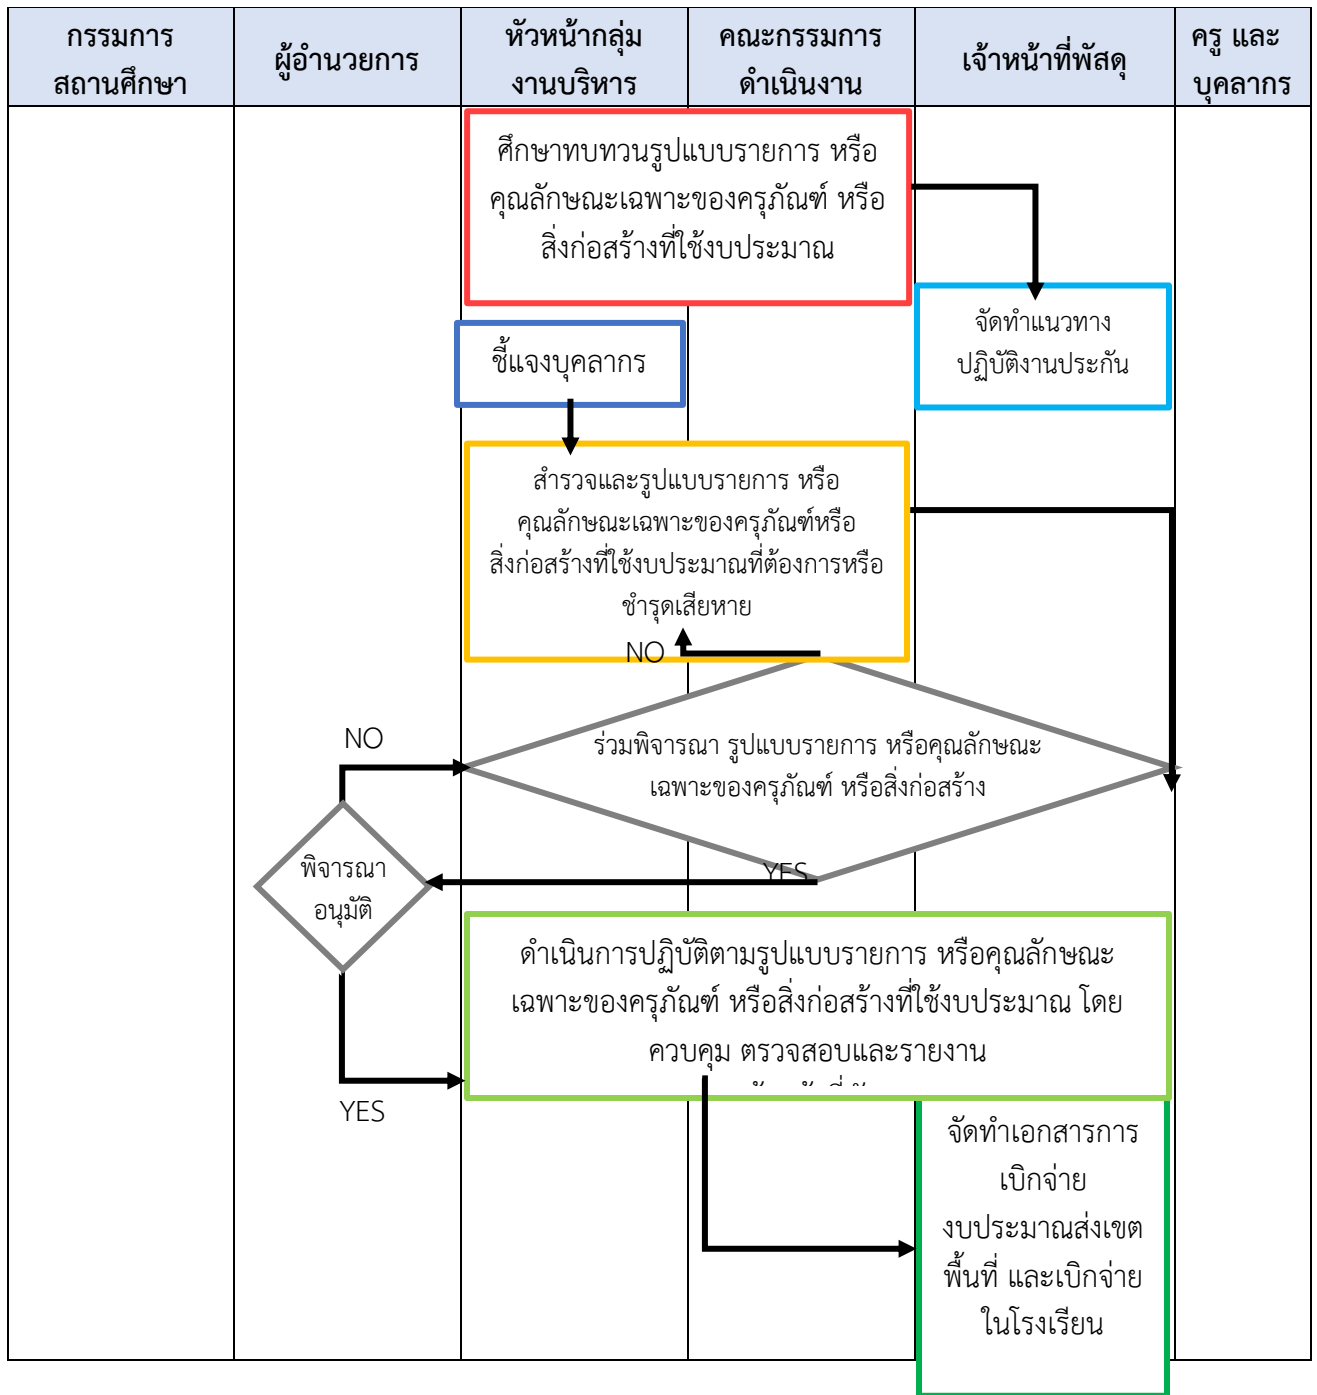 กรรมการ
สถานศึกษา
ผู้อำนวยการ
หัวหน้ากลุ่ม
งานบริหาร
คณะกรรมการ
ดำเนินงาน
เจ้าหน้าที่พัสดุ
ครู และ
บุคลากร
ศึกษาทบทวนรูปแบบรายการ หรือ
คุณลักษณะเฉพาะของครุภัณฑ์ หรือ
สิ่งก่อสร้างที่ใช้งบประมาณ
จัดทำแนวทาง
ปฏิบัติงานประกัน
ชี้แจงบุคลากร
สำรวจและรูปแบบรายการ หรือ
คุณลักษณะเฉพาะของครุภัณฑ์หรือ
สิ่งก่อสร้างที่ใช้งบประมาณที่ต้องการหรือ
ชำรุดเสียหาย
NO
NO
ร่วมพิจารณา รูปแบบรายการ หรือคุณลักษณะ
เฉพาะของครุภัณฑ์ หรือสิ่งก่อสร้าง
YES
พิจารณา
อนุมัติ
YES
ดำเนินการปฏิบัติตามรูปแบบรายการ หรือคุณลักษณะ
เฉพาะของครุภัณฑ์ หรือสิ่งก่อสร้างที่ใช้งบประมาณ โดย
ควบคุม ตรวจสอบและรายงาน
จัดทำเอกสารการ
เบิกจ่าย
งบประมาณส่งเขต
พื้นที่ และเบิกจ่าย
ในโรงเรียน